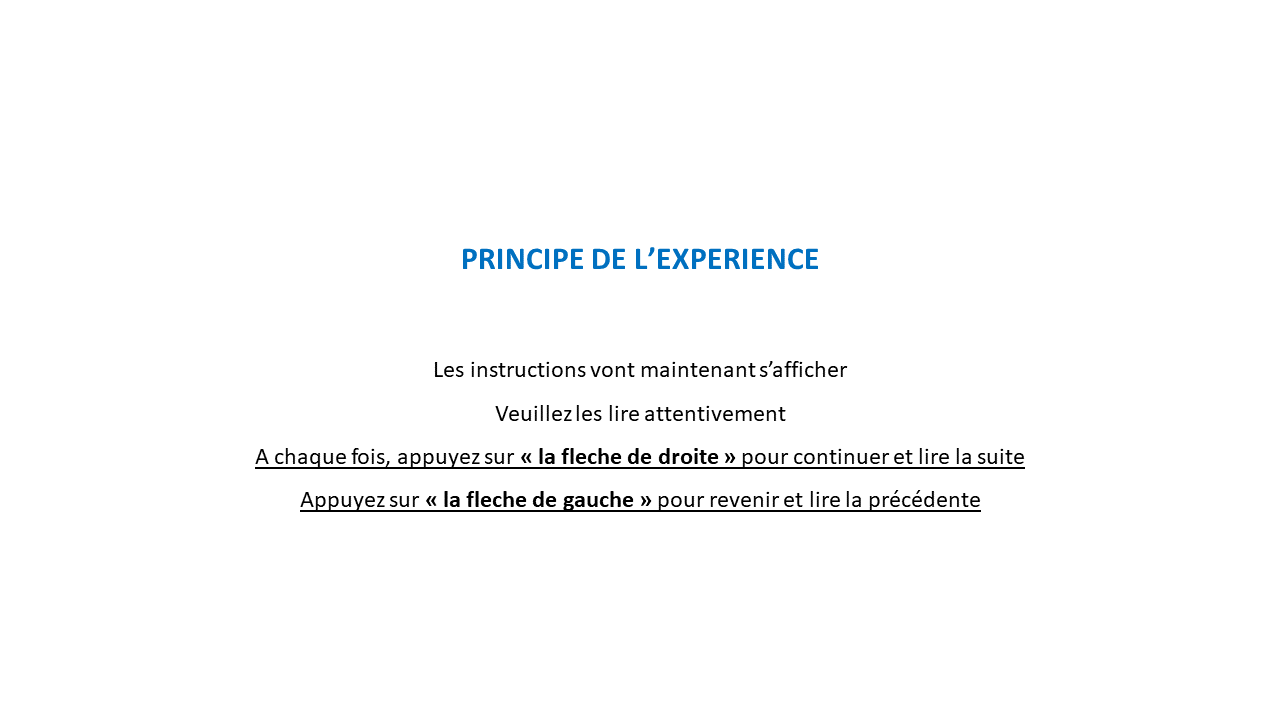 PRINCIPE DE L’EXPERIENCE
Les instructions vont maintenant s’afficher
Veuillez les lire attentivement
A chaque fois, appuyez sur « la fleche de droite » pour continuer et lire la suite
Appuyez sur « la fleche de gauche » pour revenir et lire la précédente